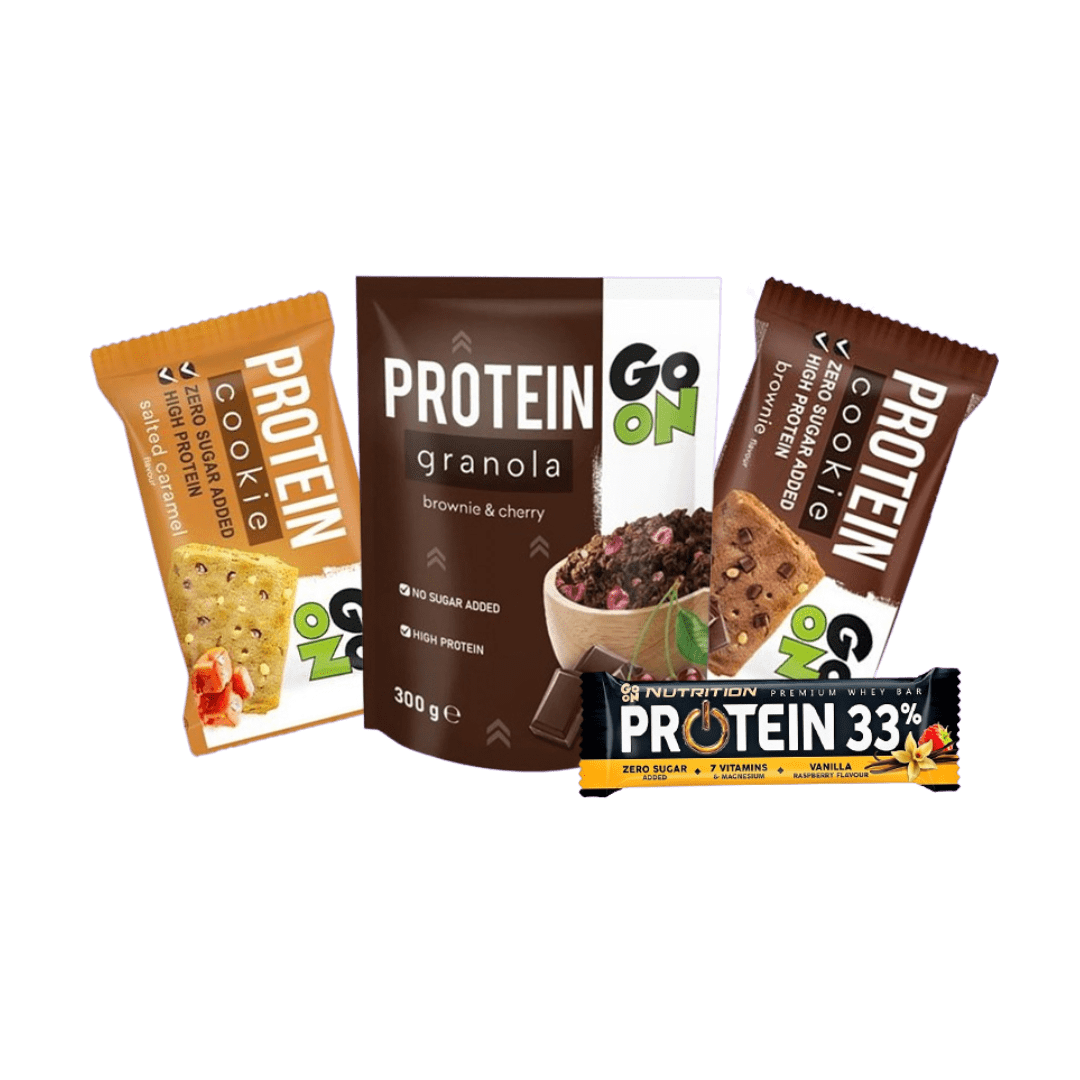 PROTEIN
cookie
ZERO SUGAR ADDED
HIGH PROTEIN
salted caramel
flavour
GO
ON
PROTEIN
granola
brownie & cherry
NO SUGAR ADDED
HIGH PROTEIN
300 g e
GO
ON
PROTEIN
cookie
ZERO SUGAR ADDED
HIGH PROTEIN
brownie flavour
GO
ON
GO
ON
NUTRITION PREMIUM WHEY BAR
PROTEIN 33%
ZERO SUGAR
ADDED
7 VITAMINS
& MAGNESIUM
VANILLA
RASPBERRY FLAVOUR